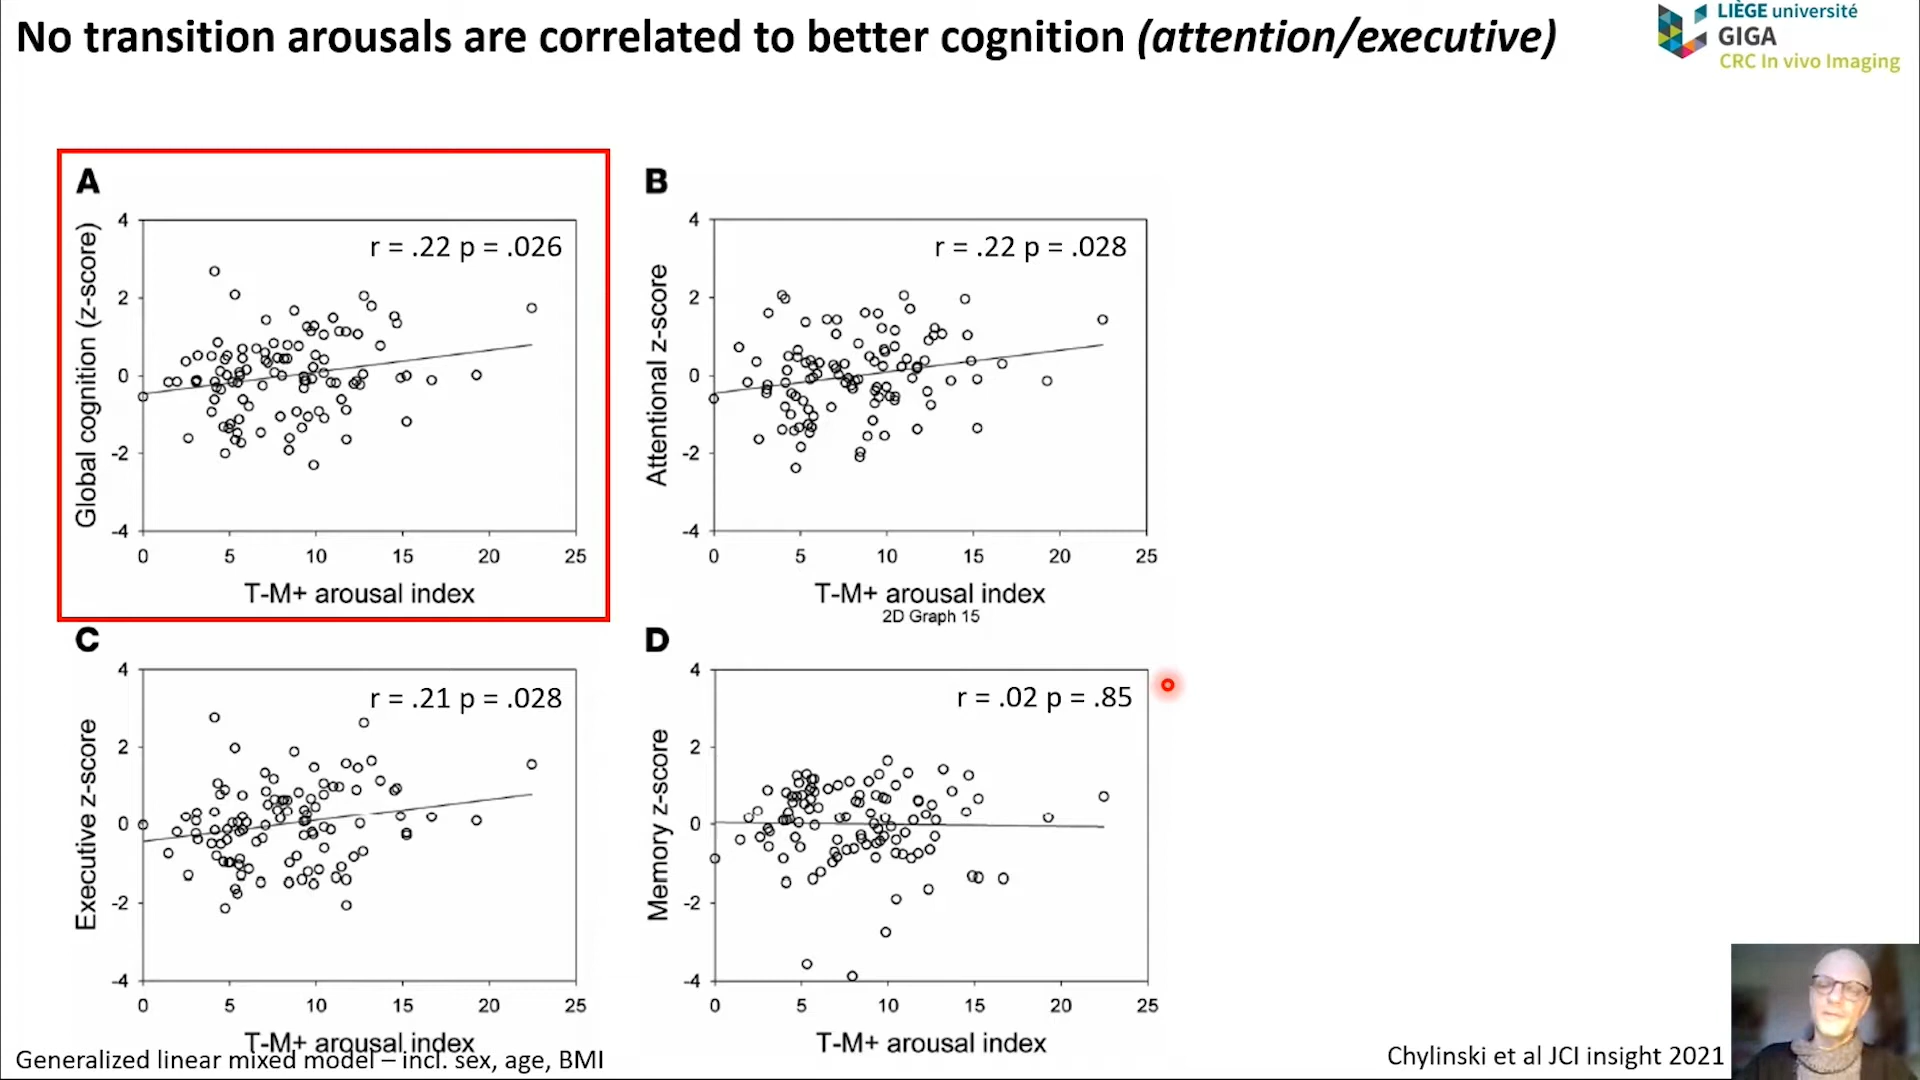 No transition arousals are correlated to better cognition (attention/executive)
LIÈGE université
GIGA
CRC In vivo Imaging
A
r = .22 p = .026
Global cognition (z-score)
4
2
0
-2
-4
0 5 10 15 20 25
T-M+ arousal index
B
r = .22 p = .028
Attentional z-score
4
2
0
-2
-4
0 5 10 15 20 25
T-M+ arousal index
2D Graph 15
C
r = .21 p = .028
Executive z-score
4
2
0
-2
-4
0 5 10 15 20 25
T-M+ arousal index
D
r = .02 p = .85
Memory z-score
4
2
0
-2
-4
0 5 10 15 20 25
T-M+ arousal index
Generalized linear mixed model – incl. sex, age, BMI
Chylinski et al JCI insight 2021